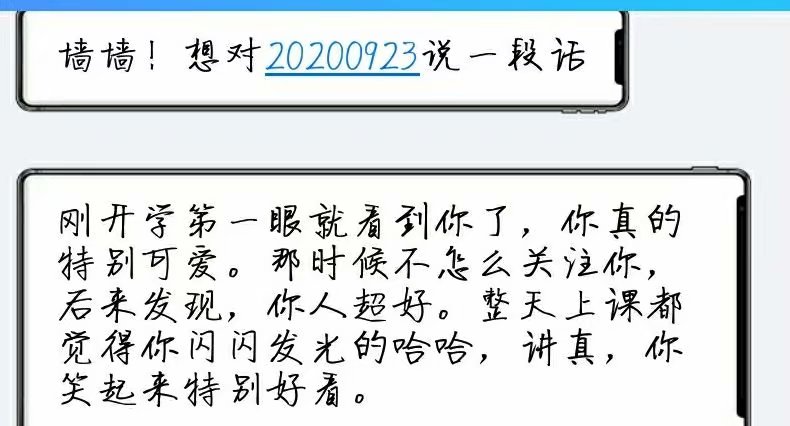 墙墙！想对20200923说一段话
刚开学第一眼就看到你了，你真的
特别可爱。那时候不怎么关注你，
后来发现，你人超好。整天上课都
觉得你闪闪发光的哈哈，讲真，你
笑起来特别好看。